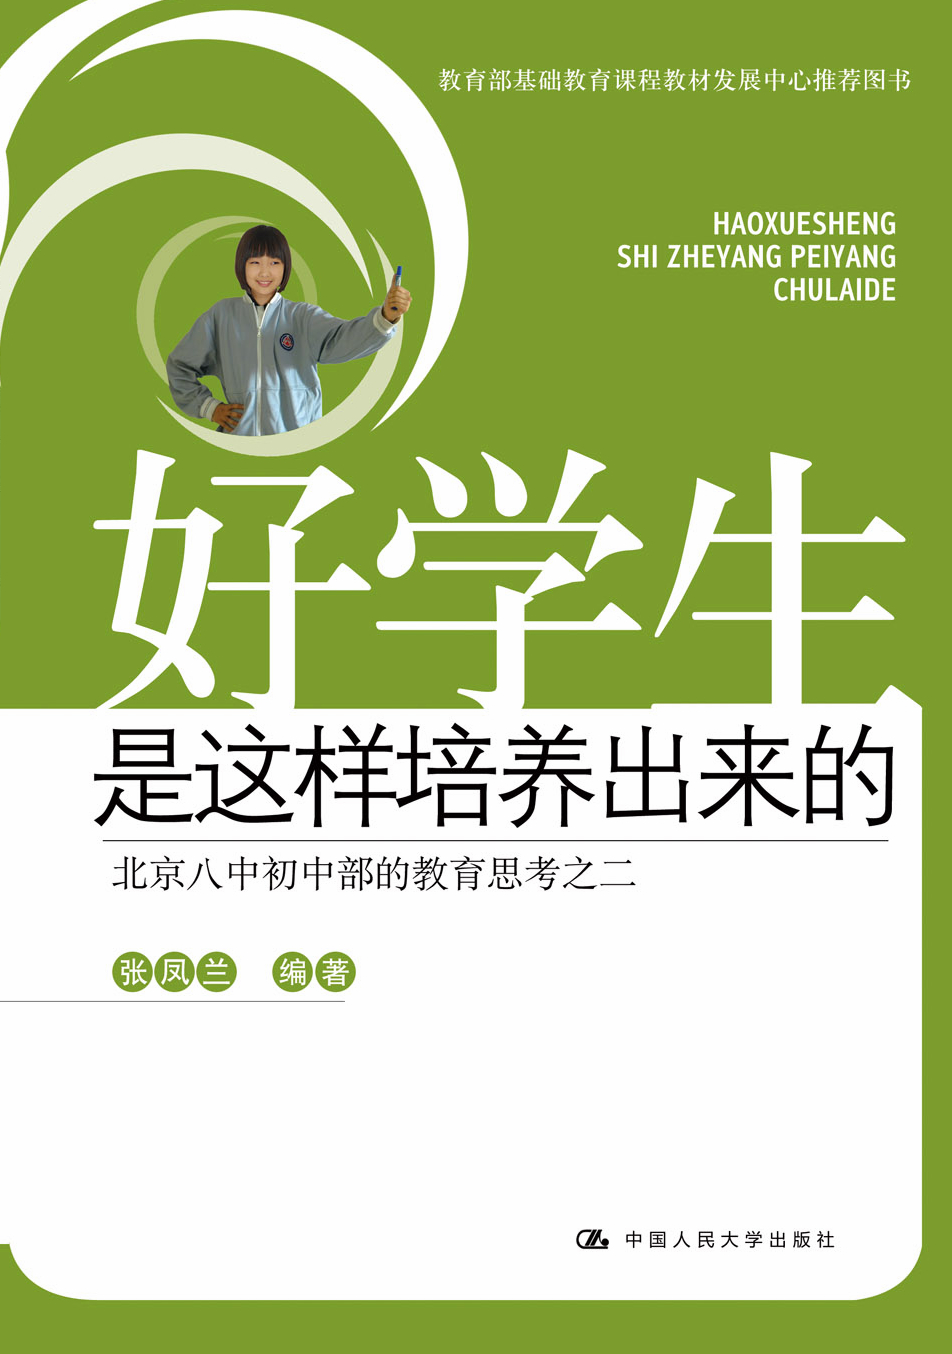 教育部基础教育课程教材发展中心推荐图书
HAOXUESHENG
SHI ZHEYANG PEIYANG
CHULAIDE
好学生
是这样培养出来的
北京八中初中部的教育思考之二
张凤兰 编著
中国人民大学出版社